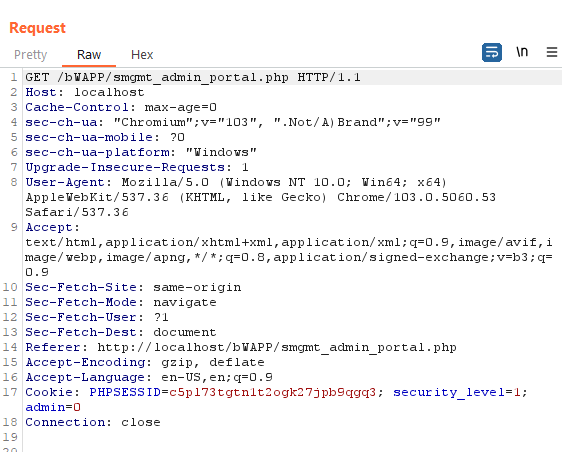 Request
Pretty Raw Hex \n
1 GET /bWAPP/smgmt_admin_portal.php HTTP/1.1
2 Host: localhost
3 Cache-Control: max-age=0
4 sec-ch-ua: "Chromium";v="103", ".Not/A)Brand";v="99"
5 sec-ch-ua-mobile: ?0
6 sec-ch-ua-platform: "Windows"
7 Upgrade-Insecure-Requests: 1
8 User-Agent: Mozilla/5.0 (Windows NT 10.0; Win64; x64)
AppleWebKit/537.36 (KHTML, like Gecko) Chrome/103.0.5060.53
Safari/537.36
9 Accept:
text/html,application/xhtml+xml,application/xml;q=0.9,image/avif,i
mage/webp,image/apng,*/*;q=0.8,application/signed-exchange;v=b3;q=
0.9
10 Sec-Fetch-Site: same-origin
11 Sec-Fetch-Mode: navigate
12 Sec-Fetch-User: ?1
13 Sec-Fetch-Dest: document
14 Referer: http://localhost/bWAPP/smgmt_admin_portal.php
15 Accept-Encoding: gzip, deflate
16 Accept-Language: en-US,en;q=0.9
17 Cookie: PHPSESSID=c5pl73tgtn1t2ogk27jpb9qgq3; security_level=1;
admin=0
18 Connection: close
19
20